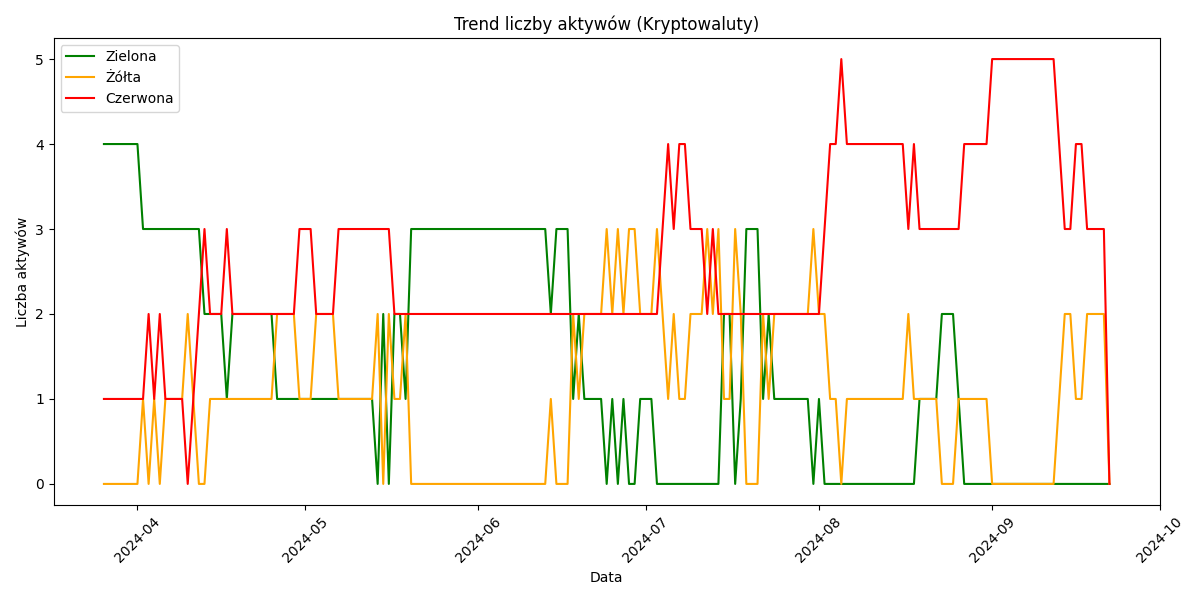 Trend liczby aktywów (Kryptowaluty)
Zielona
Żółta
Czerwona
Liczba aktywów
5
4
3
2
1
0
2024-04
2024-05
2024-06
2024-07
2024-08
2024-09
2024-10
Data